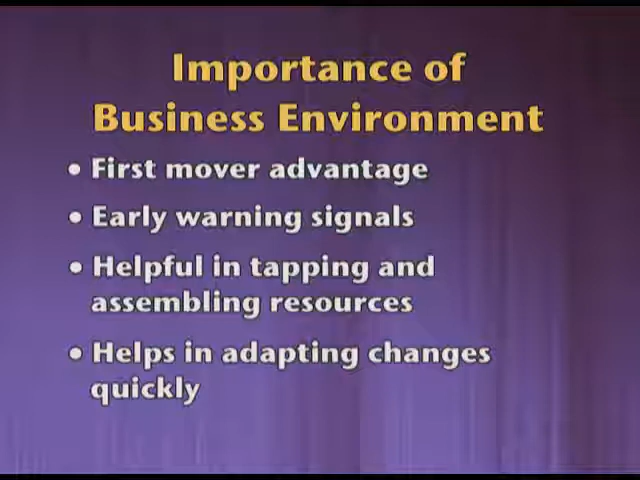 Importance of
Business Environment
• First mover advantage
• Early warning signals
• Helpful in tapping and
assembling resources
• Helps in adapting changes
quickly